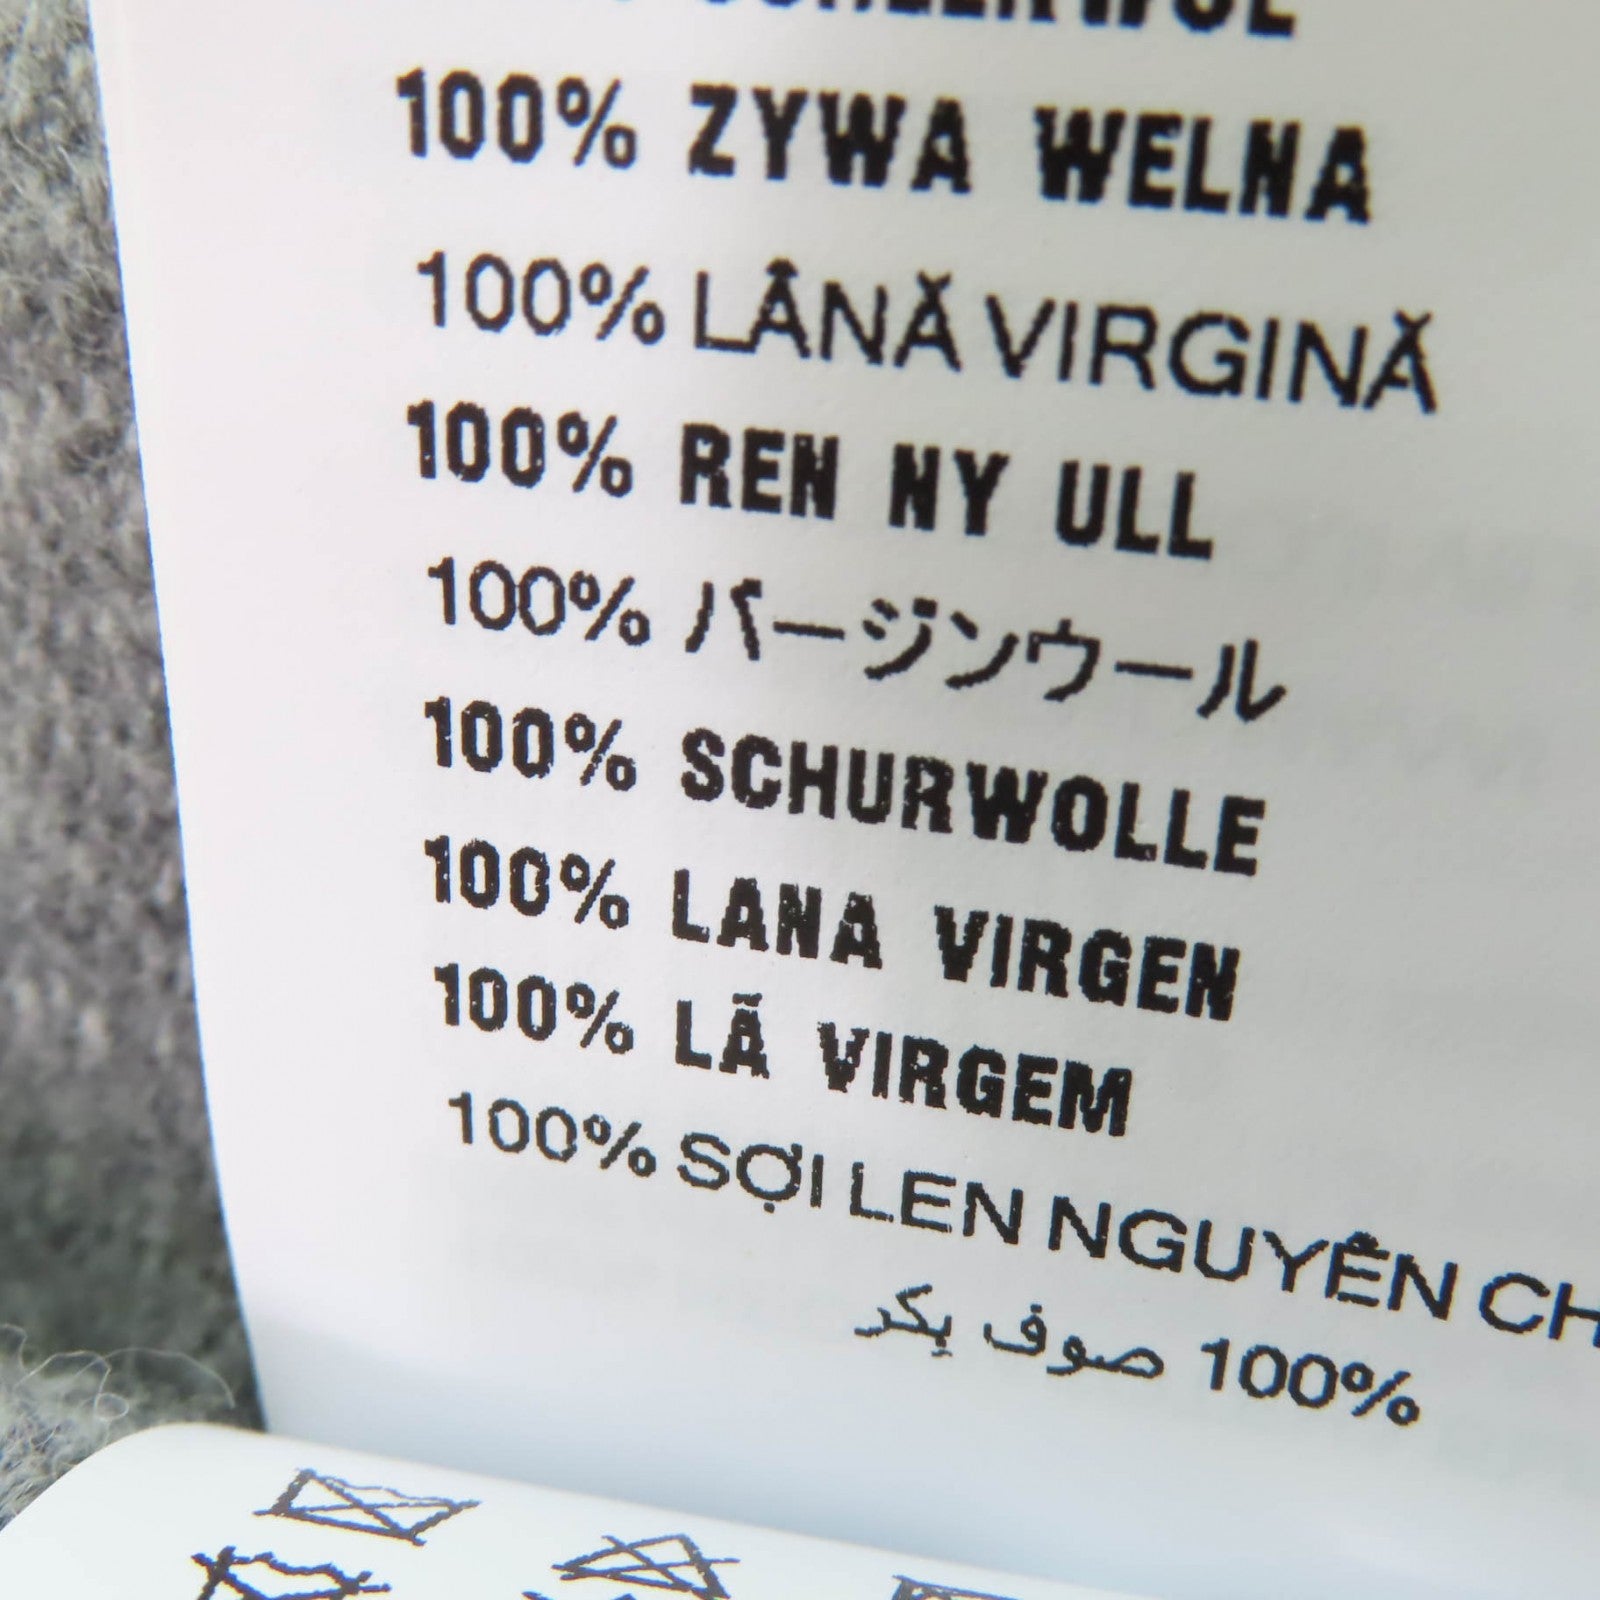 100% ZYWA WELNA
100% LÂNĂ VIRGINĂ
100% REN NY ULL
100% バージンウール
100% SCHURWOLLE
100% LANA VIRGEN
100% LÃ VIRGEM
100% SỢI LEN NGUYÊN
100% صوف بكر